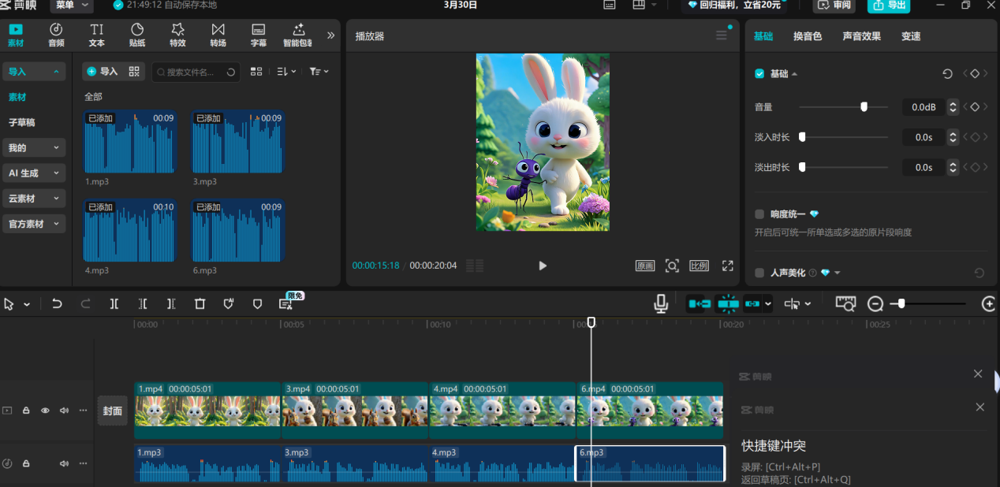 剪映 菜单 21:49:12 自动保存本地 3月30日 回归福利，立省20元 审阅 导出
素材 音频 文本 贴纸 特效 转场 字幕 智能包装
播放器
基础 换音色 声音效果 变速
导入
素材
子草稿
我的
AI 生成
云素材
官方素材
导入 搜索文件名...
全部
已添加 00:09
1.mp3
已添加 00:09
3.mp3
已添加 00:10
4.mp3
已添加 00:09
6.mp3
00:00:15:18 / 00:00:20:04
原画 比例
基础
音量 0.0dB
淡入时长 0.0s
淡出时长 0.0s
响度统一
开启后可统一所单选或多选的原片段响度
人声美化
限免
00:00 00:05 00:10 00:20 00:25
封面
1.mp4 00:00:05:01
3.mp4 00:00:05:01
4.mp4 00:00:05:01
6.mp4 00:00:05:01
1.mp3
3.mp3
4.mp3
6.mp3
剪映
剪映
快捷键冲突
录屏: [Ctrl+Alt+P]
返回草稿页: [Ctrl+Alt+Q]